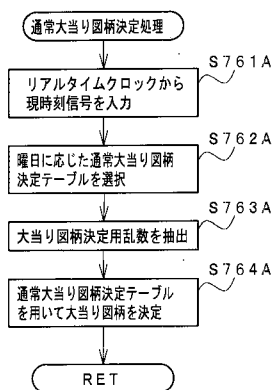 通常大当り図柄決定処理
S761A
リアルタイムクロックから
現時刻信号を入力
S762A
曜日に応じた通常大当り図柄
決定テーブルを選択
S763A
大当り図柄決定用乱数を抽出
S764A
通常大当り図柄決定テーブル
を用いて大当り図柄を決定
RET